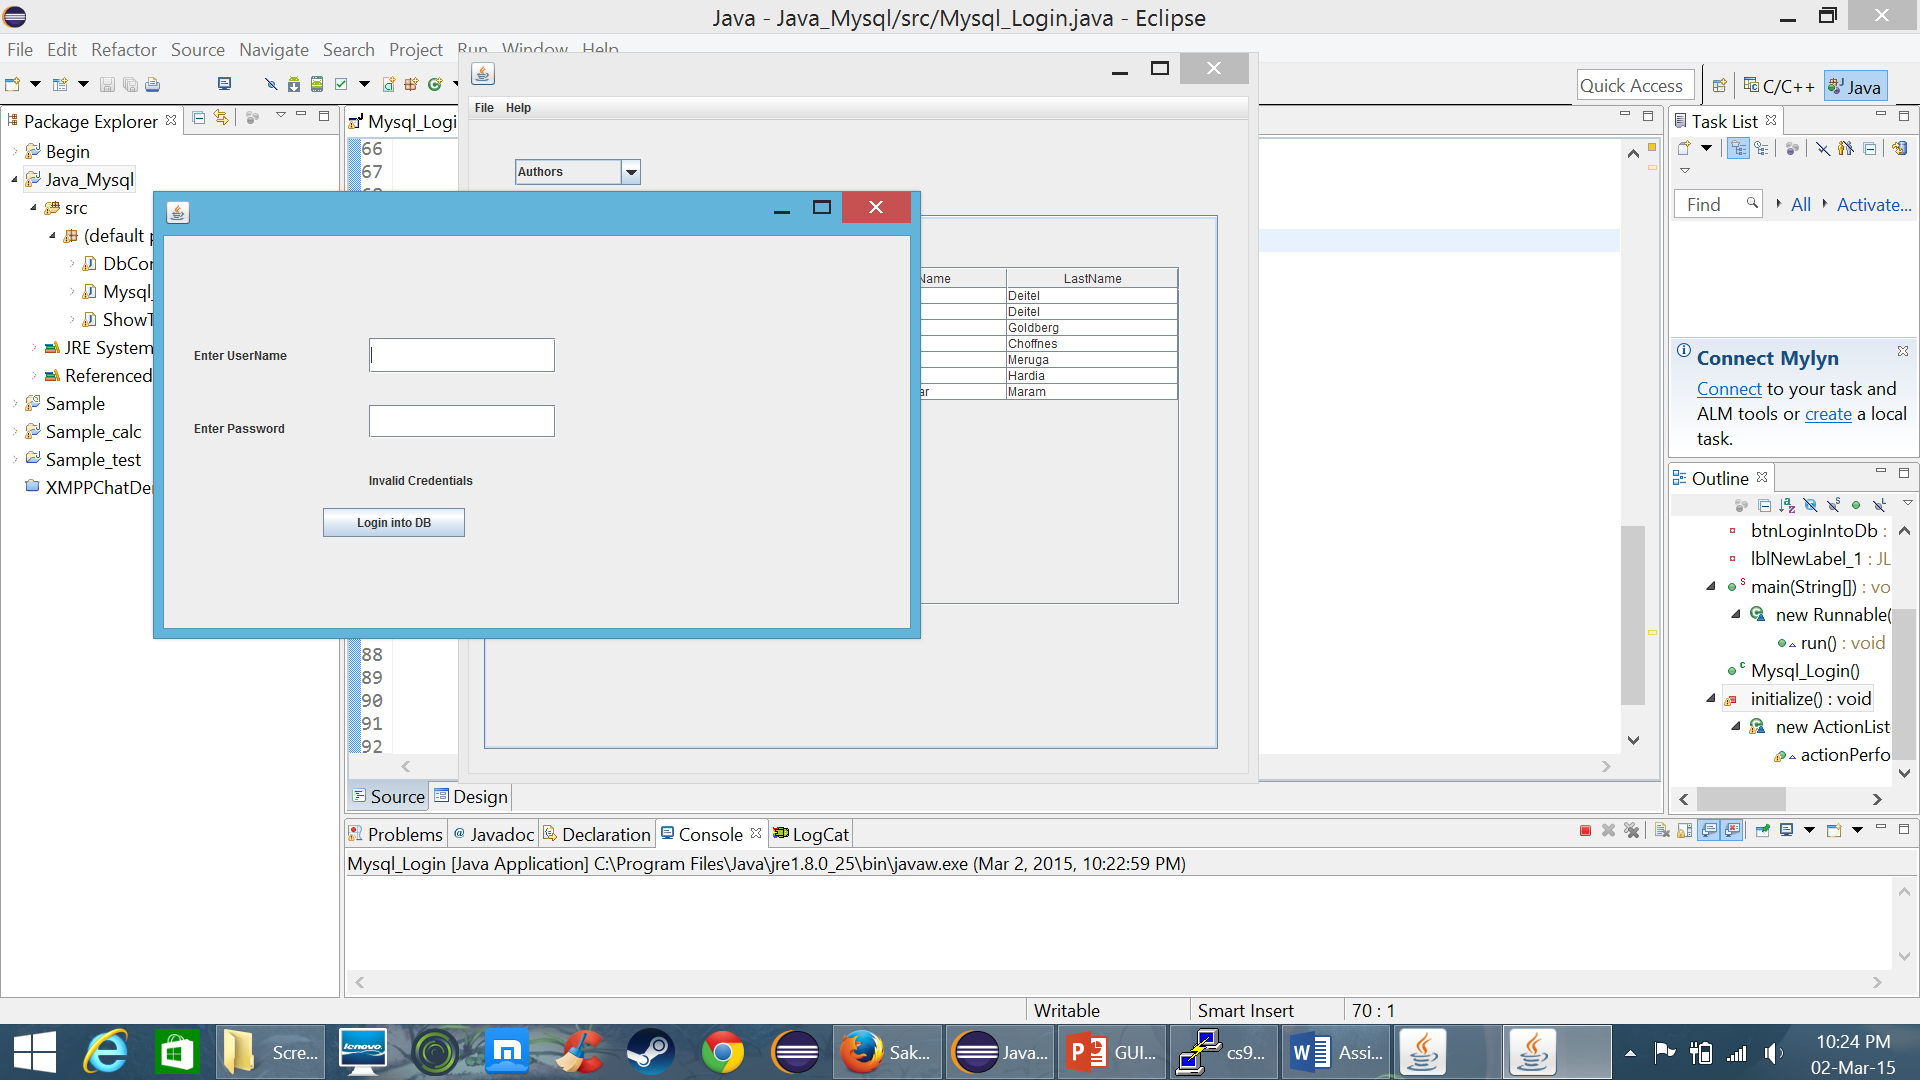 Java - Java_Mysql/src/Mysql_Login.java - Eclipse
File Edit Refactor Source Navigate Search Project Run Window Help
Quick Access
C/C++
Java
Package Explorer
Begin
Java_Mysql
src
(default p
DbCor
Mysql_
ShowT
JRE System
Referenced
Sample
Sample_calc
Sample_test
XMPPChatDer
Mysql_Logi
66
67
88
89
90
91
92
File Help
Authors
Name LastName
Deitel
Deitel
Goldberg
Choffnes
Meruga
Hardia
ar Maram
Enter UserName
Enter Password
Invalid Credentials
Login into DB
Source Design
Task List
Find All Activate...
Connect Mylyn
Connect to your task and
ALM tools or create a local
task.
Outline
btnLoginIntoDb :
lblNewLabel_1 : JL
main(String[]) : vo
new Runnable(
run() : void
Mysql_Login()
initialize() : void
new ActionList
actionPerfo
Problems @ Javadoc Declaration Console LogCat
Mysql_Login [Java Application] C:\Program Files\Java\jre1.8.0_25\bin\javaw.exe (Mar 2, 2015, 10:22:59 PM)
Writable Smart Insert 70 : 1
Scre...
lenovo
Sak...
Java...
GUI...
cs9...
Assi...
10:24 PM
02-Mar-15